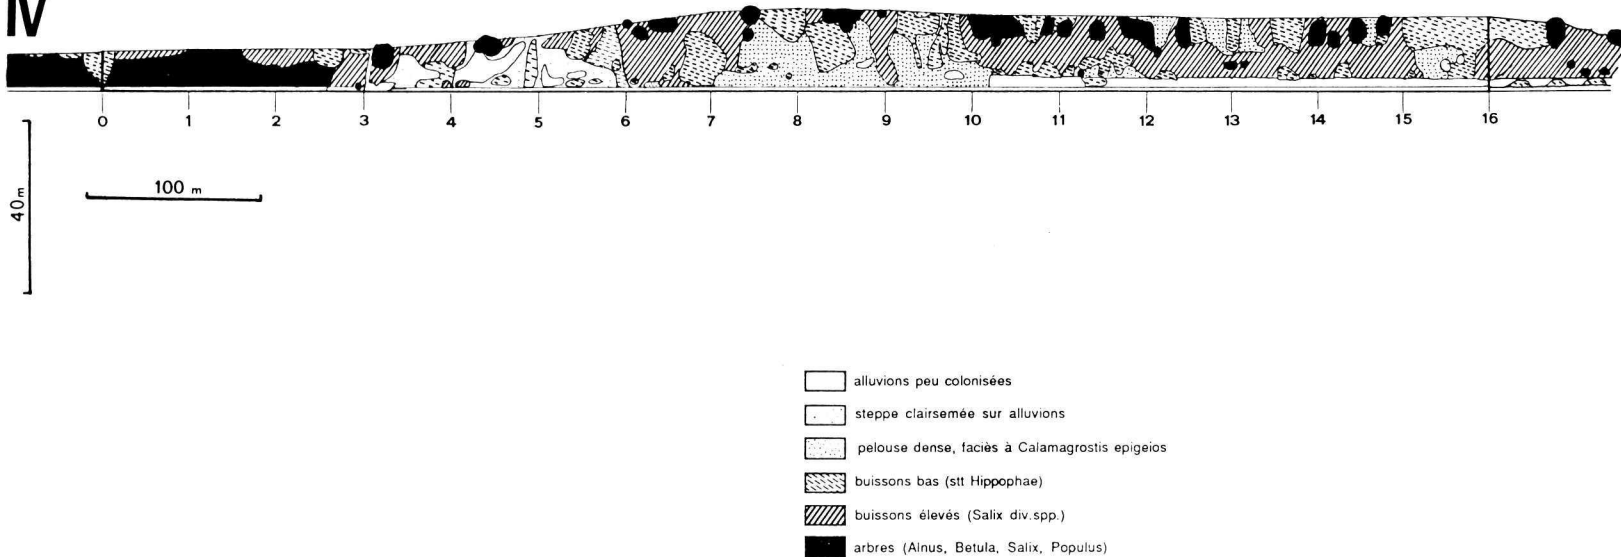 IV
0 1 2 3 4 5 6 7 8 9 10 11 12 13 14 15 16
100 m
40 m
alluvions peu colonisées
steppe clairsemée sur alluvions
pelouse dense, faciès à Calamagrostis epigeios
buissons bas (stt Hippophae)
buissons élevés (Salix div.spp.)
arbres (Alnus, Betula, Salix, Populus)